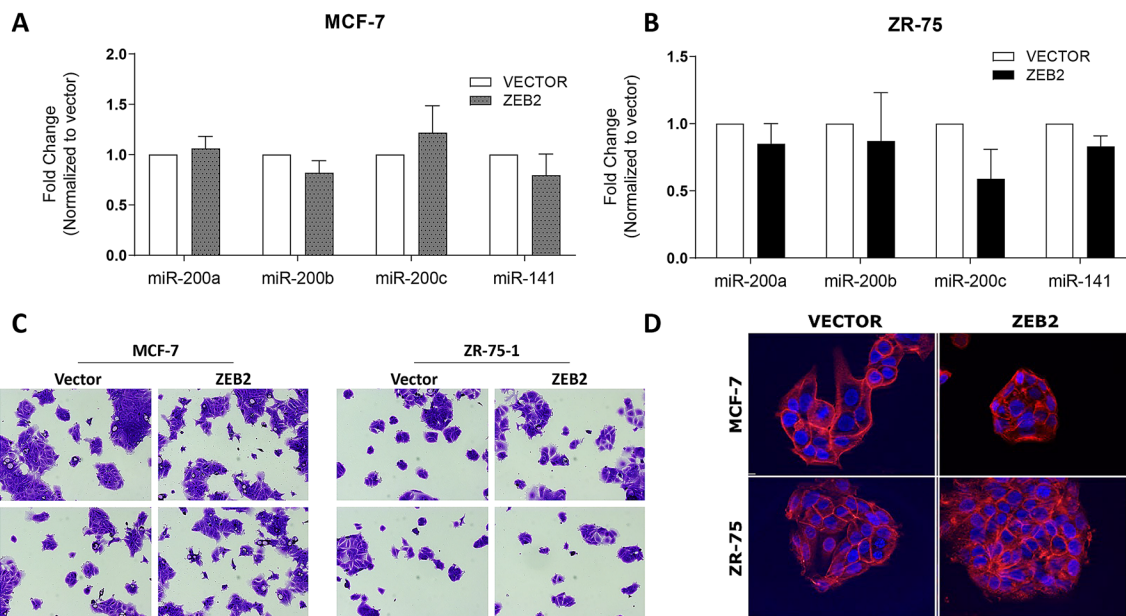 A
MCF-7
Fold Change
(Normalized to vector)
2.0
1.5
1.0
0.5
0.0
VECTOR
ZEB2
miR-200a
miR-200b
miR-200c
miR-141
B
ZR-75
Fold Change
(Normalized to vector)
1.5
1.0
0.5
0.0
VECTOR
ZEB2
miR-200a
miR-200b
miR-200c
miR-141
C
MCF-7
ZR-75-1
Vector
ZEB2
Vector
ZEB2
D
VECTOR
ZEB2
MCF-7
ZR-75